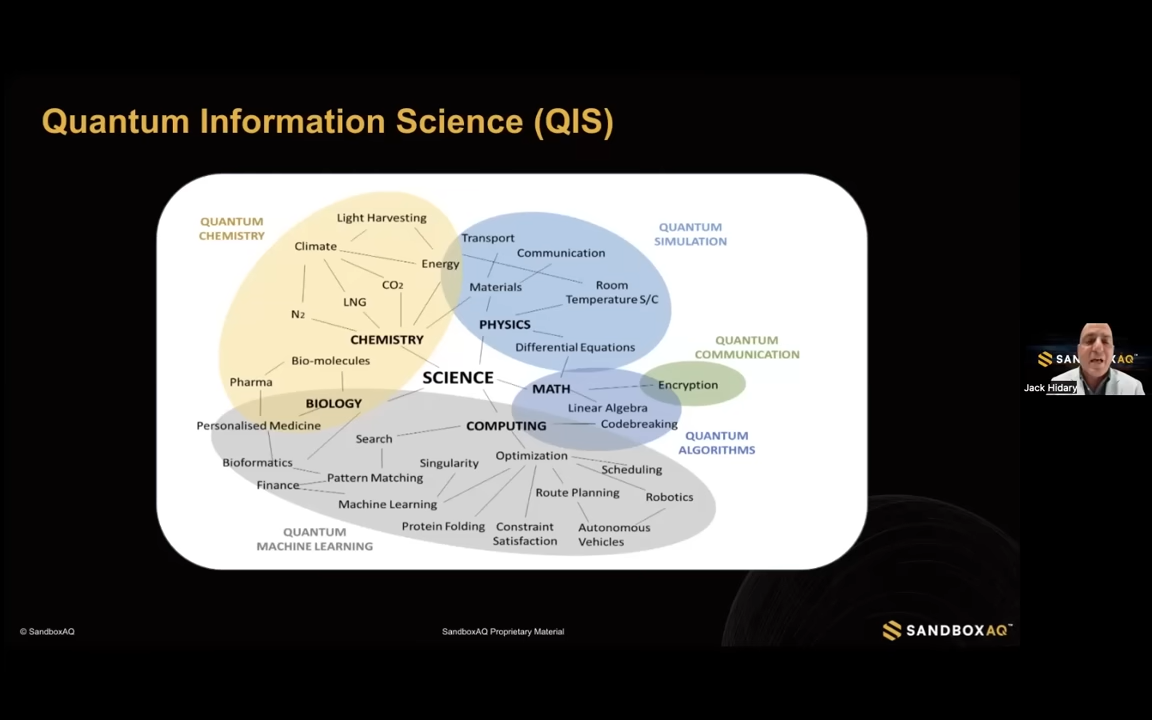 Quantum Information Science (QIS)
QUANTUM
CHEMISTRY
Light Harvesting
Climate
Energy
CO2
LNG
N2
CHEMISTRY
Bio-molecules
Pharma
BIOLOGY
Personalised Medicine
QUANTUM
SIMULATION
Transport
Communication
Materials
Room
Temperature S/C
PHYSICS
Differential Equations
QUANTUM
COMMUNICATION
SCIENCE
MATH
Encryption
Linear Algebra
Codebreaking
COMPUTING
QUANTUM
ALGORITHMS
Search
Bioformatics
Pattern Matching
Finance
Singularity
Machine Learning
Optimization
Scheduling
Route Planning
Robotics
Protein Folding
Constraint
Satisfaction
Autonomous
Vehicles
QUANTUM
MACHINE LEARNING
© SandboxAQ
SandboxAQ Proprietary Material
SANDBOXAQ™
Jack Hidary